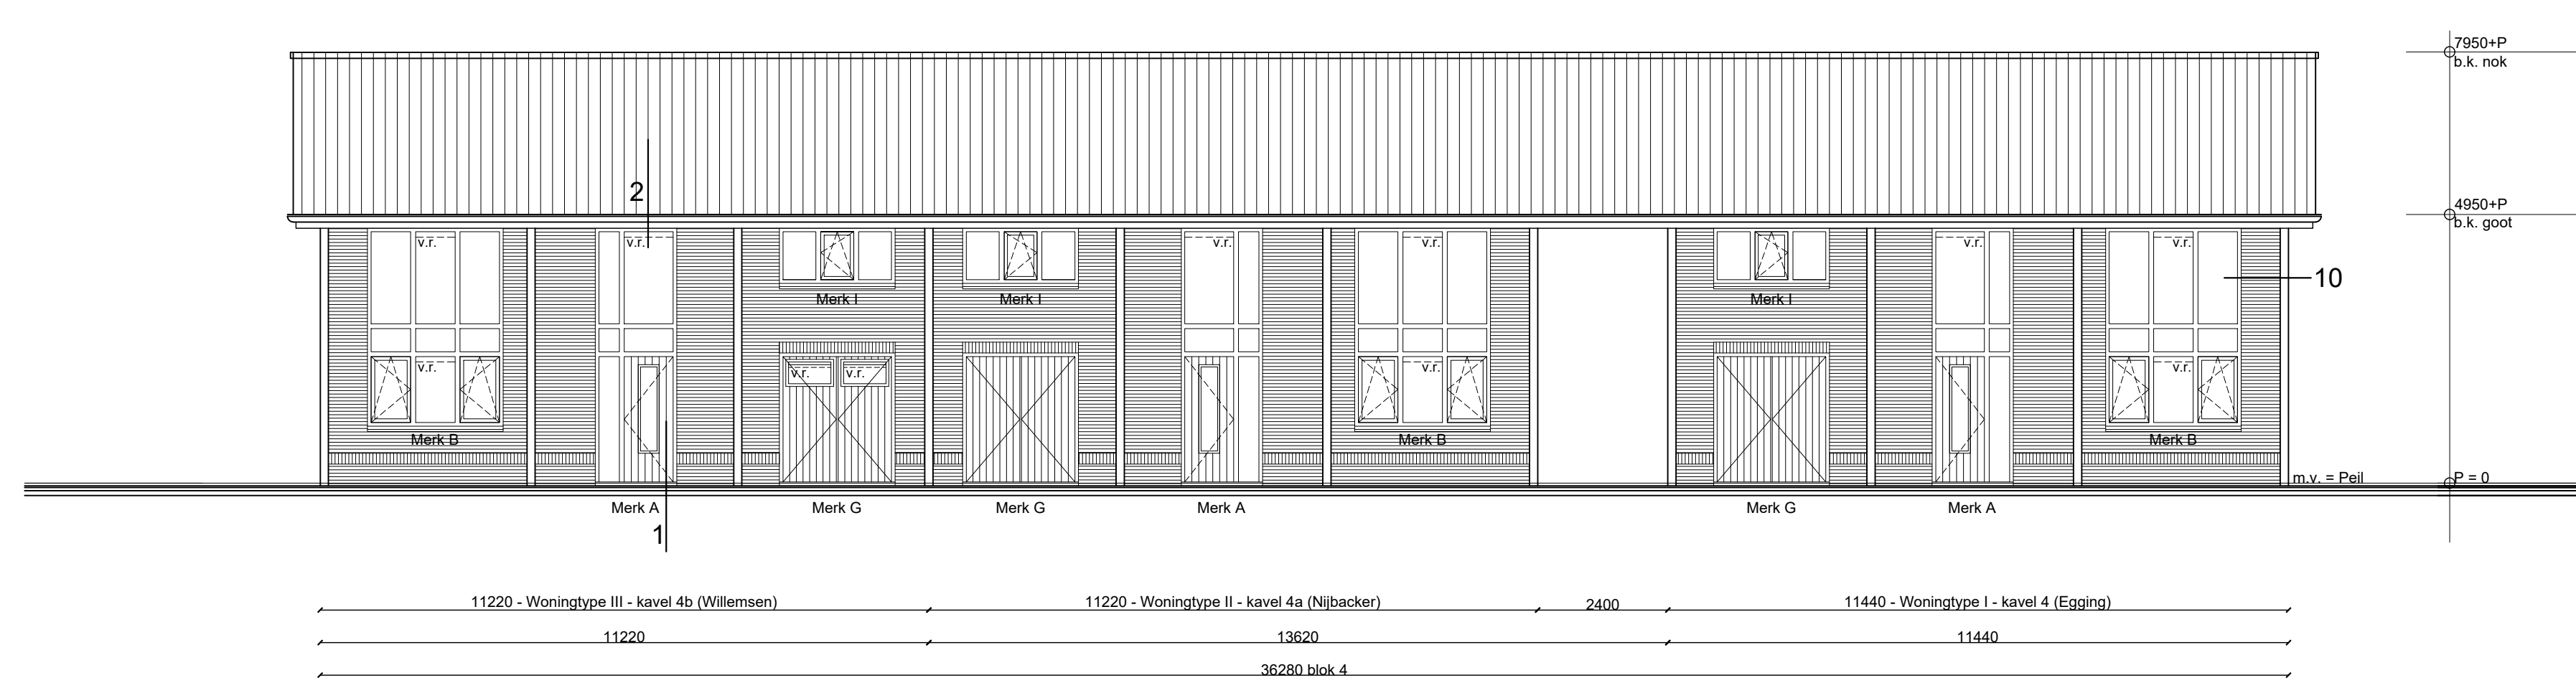 7950+P
b.k. nok
2
4950+P
b.k. goot
v.r. v.r. v.r. v.r. v.r. v.r.
10
Merk I Merk I Merk I
v.r. v.r. v.r. v.r. v.r.
Merk B Merk B Merk B
m.v. = Peil P = 0
Merk A Merk G Merk G Merk A Merk G Merk A
1
11220 - Woningtype III - kavel 4b (Willemsen) 11220 - Woningtype II - kavel 4a (Nijbacker) 2400 11440 - Woningtype I - kavel 4 (Egging)
11220 13620 11440
36280 blok 4